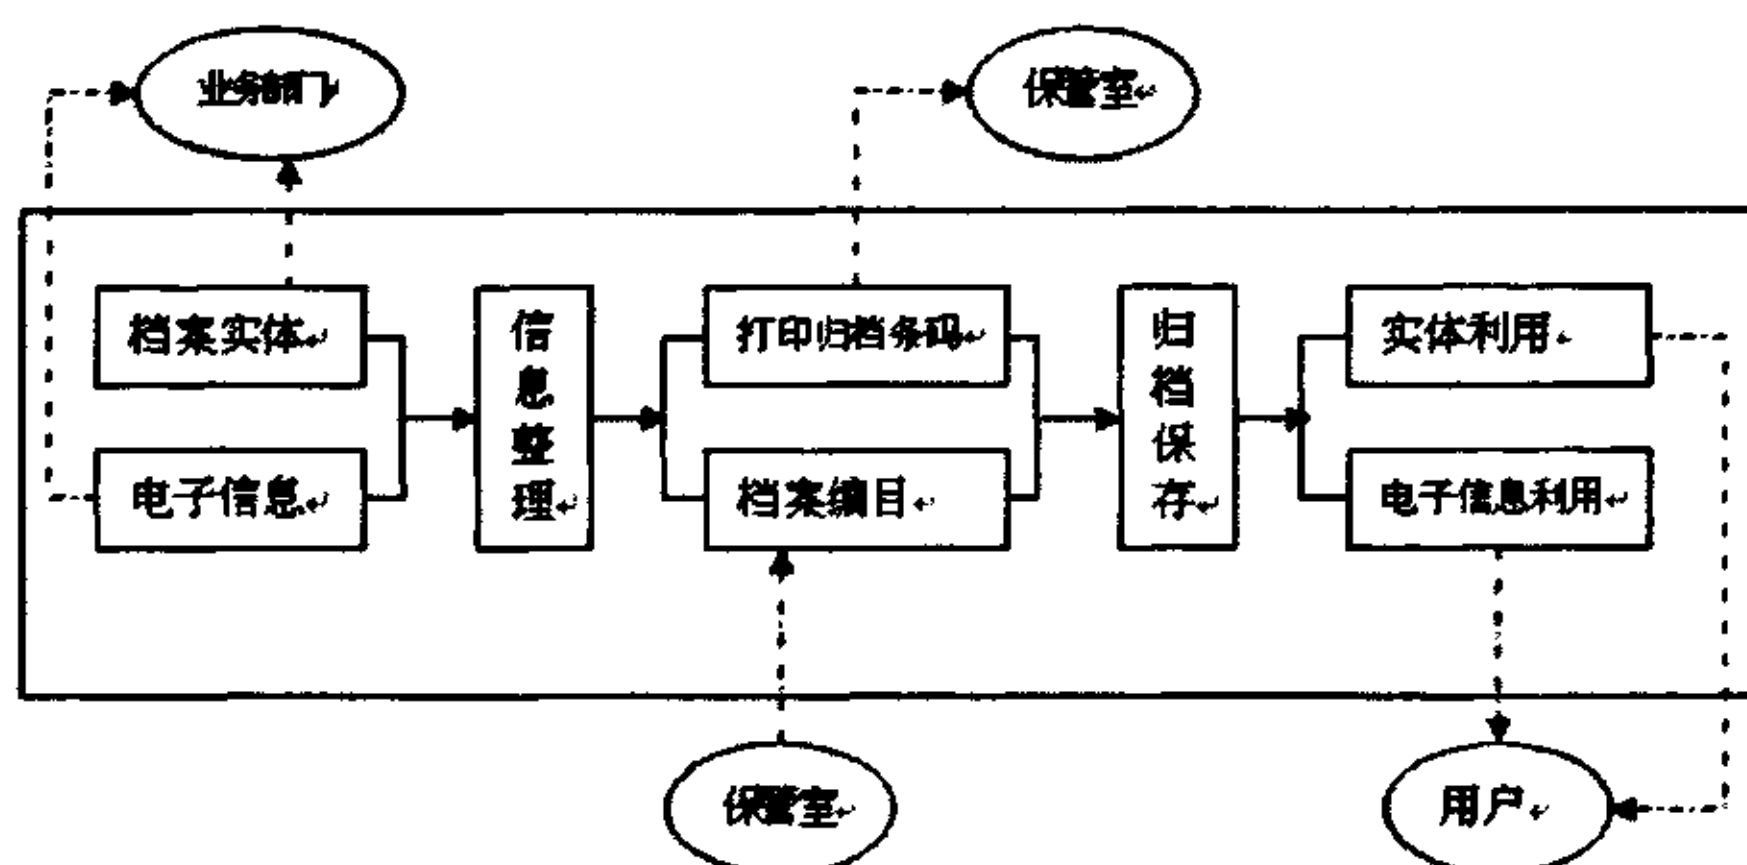 业务部门
保管室
档案实体
信息整理
打印归档条码
归档保存
实体利用
电子信息
档案编目
电子信息利用
保管室
用户